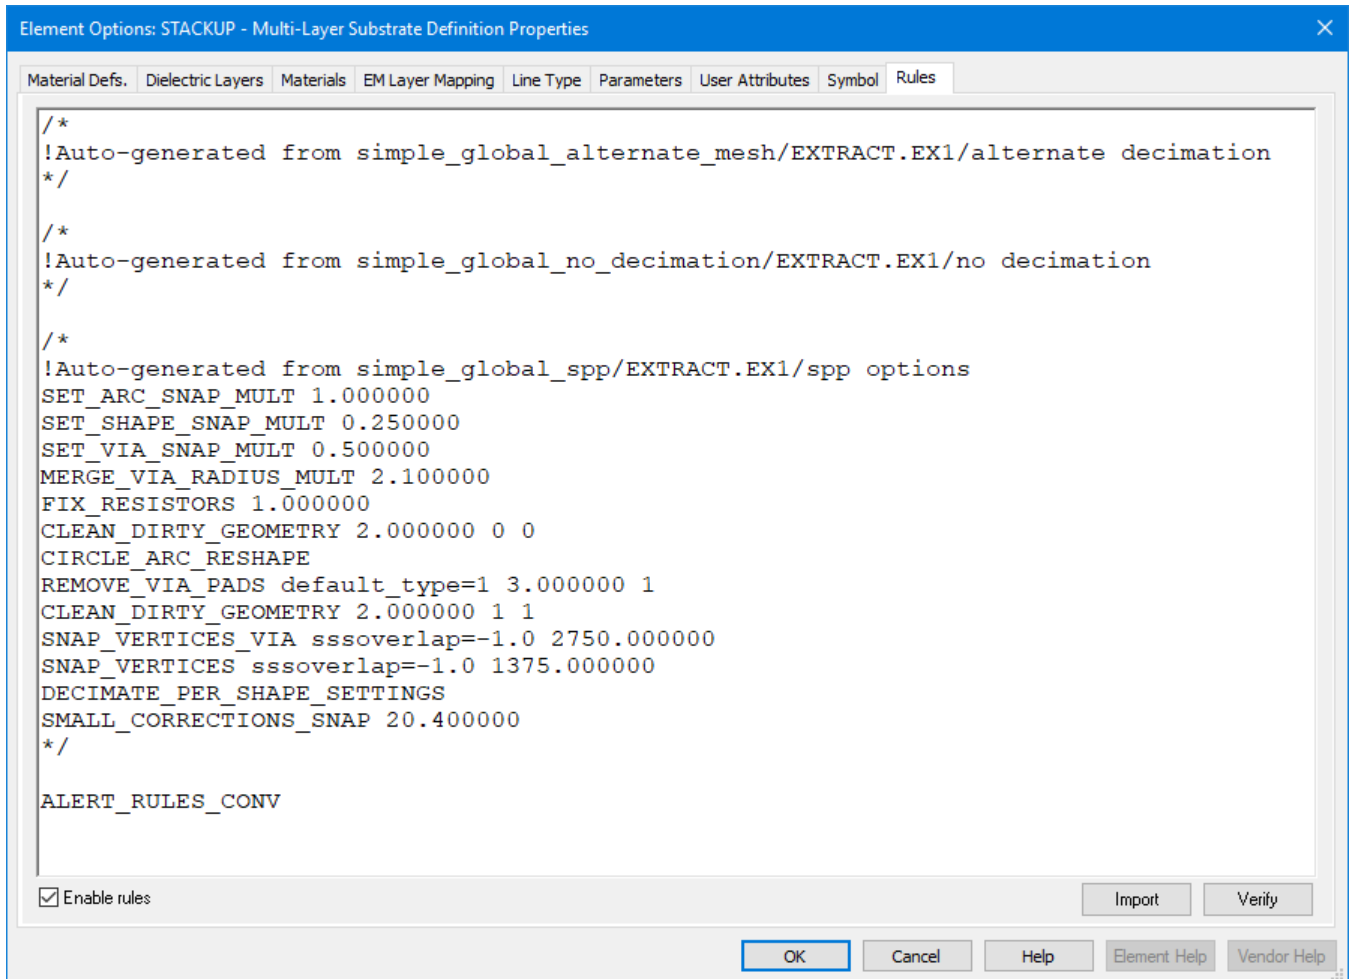 Element Options: STACKUP - Multi-Layer Substrate Definition Properties
Material Defs. Dielectric Layers Materials EM Layer Mapping Line Type Parameters User Attributes Symbol Rules
/*
!Auto-generated from simple_global_alternate_mesh/EXTRACT.EX1/alternate decimation
*/
/*
!Auto-generated from simple_global_no_decimation/EXTRACT.EX1/no decimation
*/
/*
!Auto-generated from simple_global_spp/EXTRACT.EX1/spp options
SET_ARC_SNAP_MULT 1.000000
SET_SHAPE_SNAP_MULT 0.250000
SET_VIA_SNAP_MULT 0.500000
MERGE_VIA_RADIUS_MULT 2.100000
FIX_RESISTORS 1.000000
CLEAN_DIRTY_GEOMETRY 2.000000 0 0
CIRCLE_ARC_RESHAPE
REMOVE_VIA_PADS default_type=1 3.000000 1
CLEAN_DIRTY_GEOMETRY 2.000000 1 1
SNAP_VERTICES_VIA sssoverlap=-1.0 2750.000000
SNAP_VERTICES sssoverlap=-1.0 1375.000000
DECIMATE_PER_SHAPE_SETTINGS
SMALL_CORRECTIONS_SNAP 20.400000
*/
ALERT_RULES_CONV
Enable rules Import Verify
OK Cancel Help Element Help Vendor Help